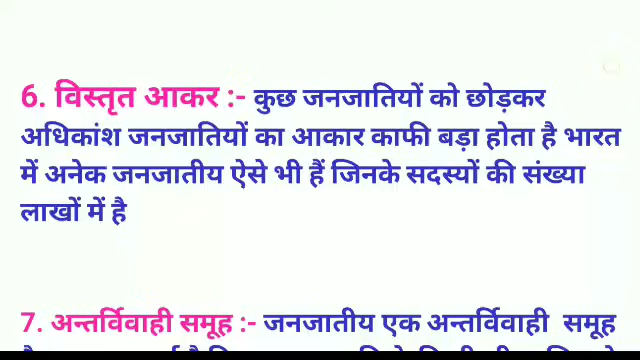 6. विस्तृत आकर :- कुछ जनजातियों को छोड़कर
अधिकांश जनजातियों का आकार काफी बड़ा होता है भारत
में अनेक जनजातीय ऐसे भी हैं जिनके सदस्यों की संख्या
लाखों में है
7. अन्तर्विवाही समूह :- जनजातीय एक अन्तर्विवाही समूह